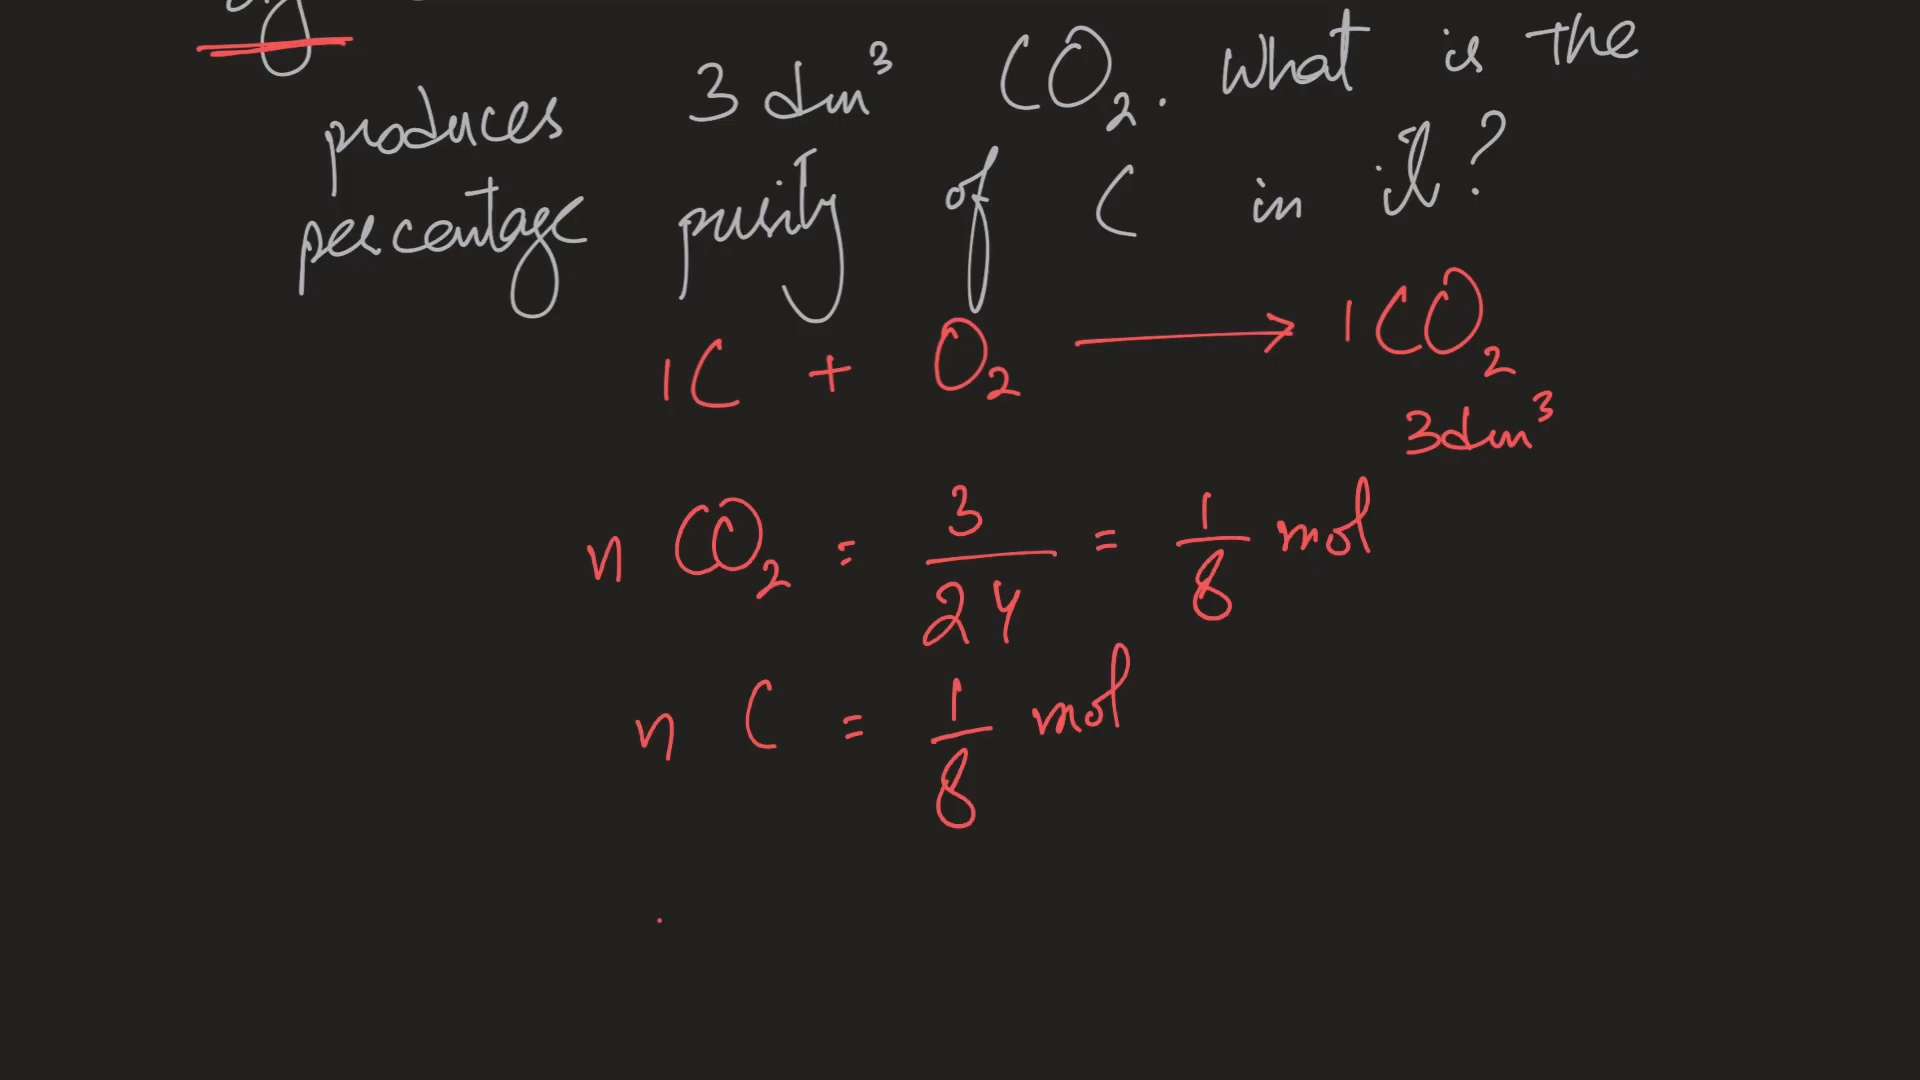 produces 3 dm³ CO₂. What is the
percentage purity of C in it?
1C + O₂ ⟶ 1CO₂
3dm³
n CO₂ = 3/24 = 1/8 mol
n C = 1/8 mol